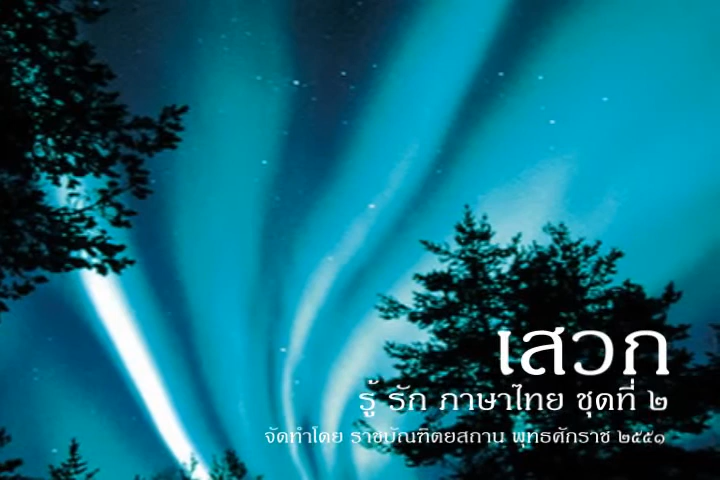 เสวก
รู้ รัก ภาษาไทย ชุดที่ ๒
จัดทำโดย ราชบัณฑิตยสถาน พุทธศักราช ๒๕๕๑